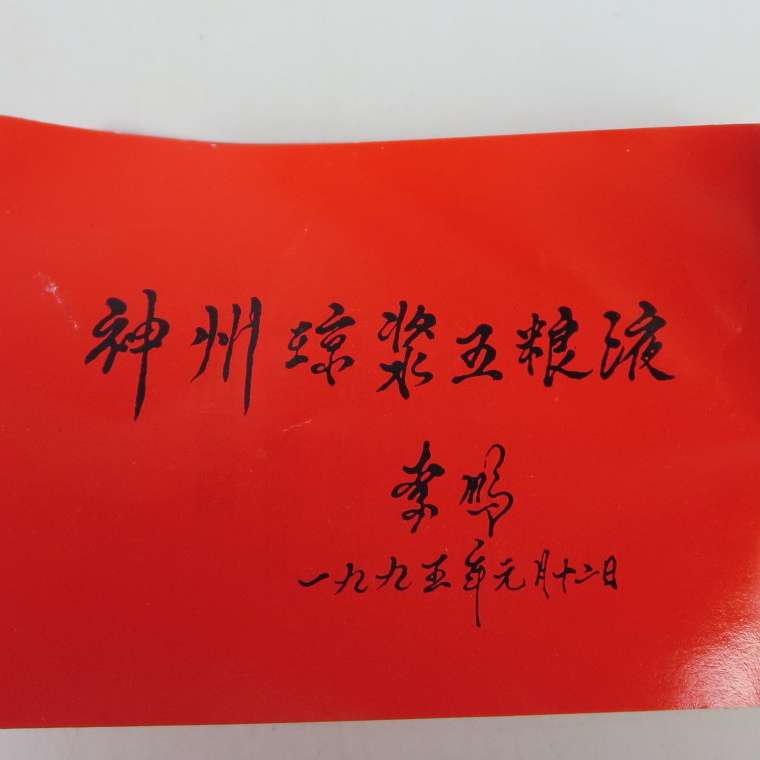 神州琼浆五粮液
李鹏
一九九五年元月十二日